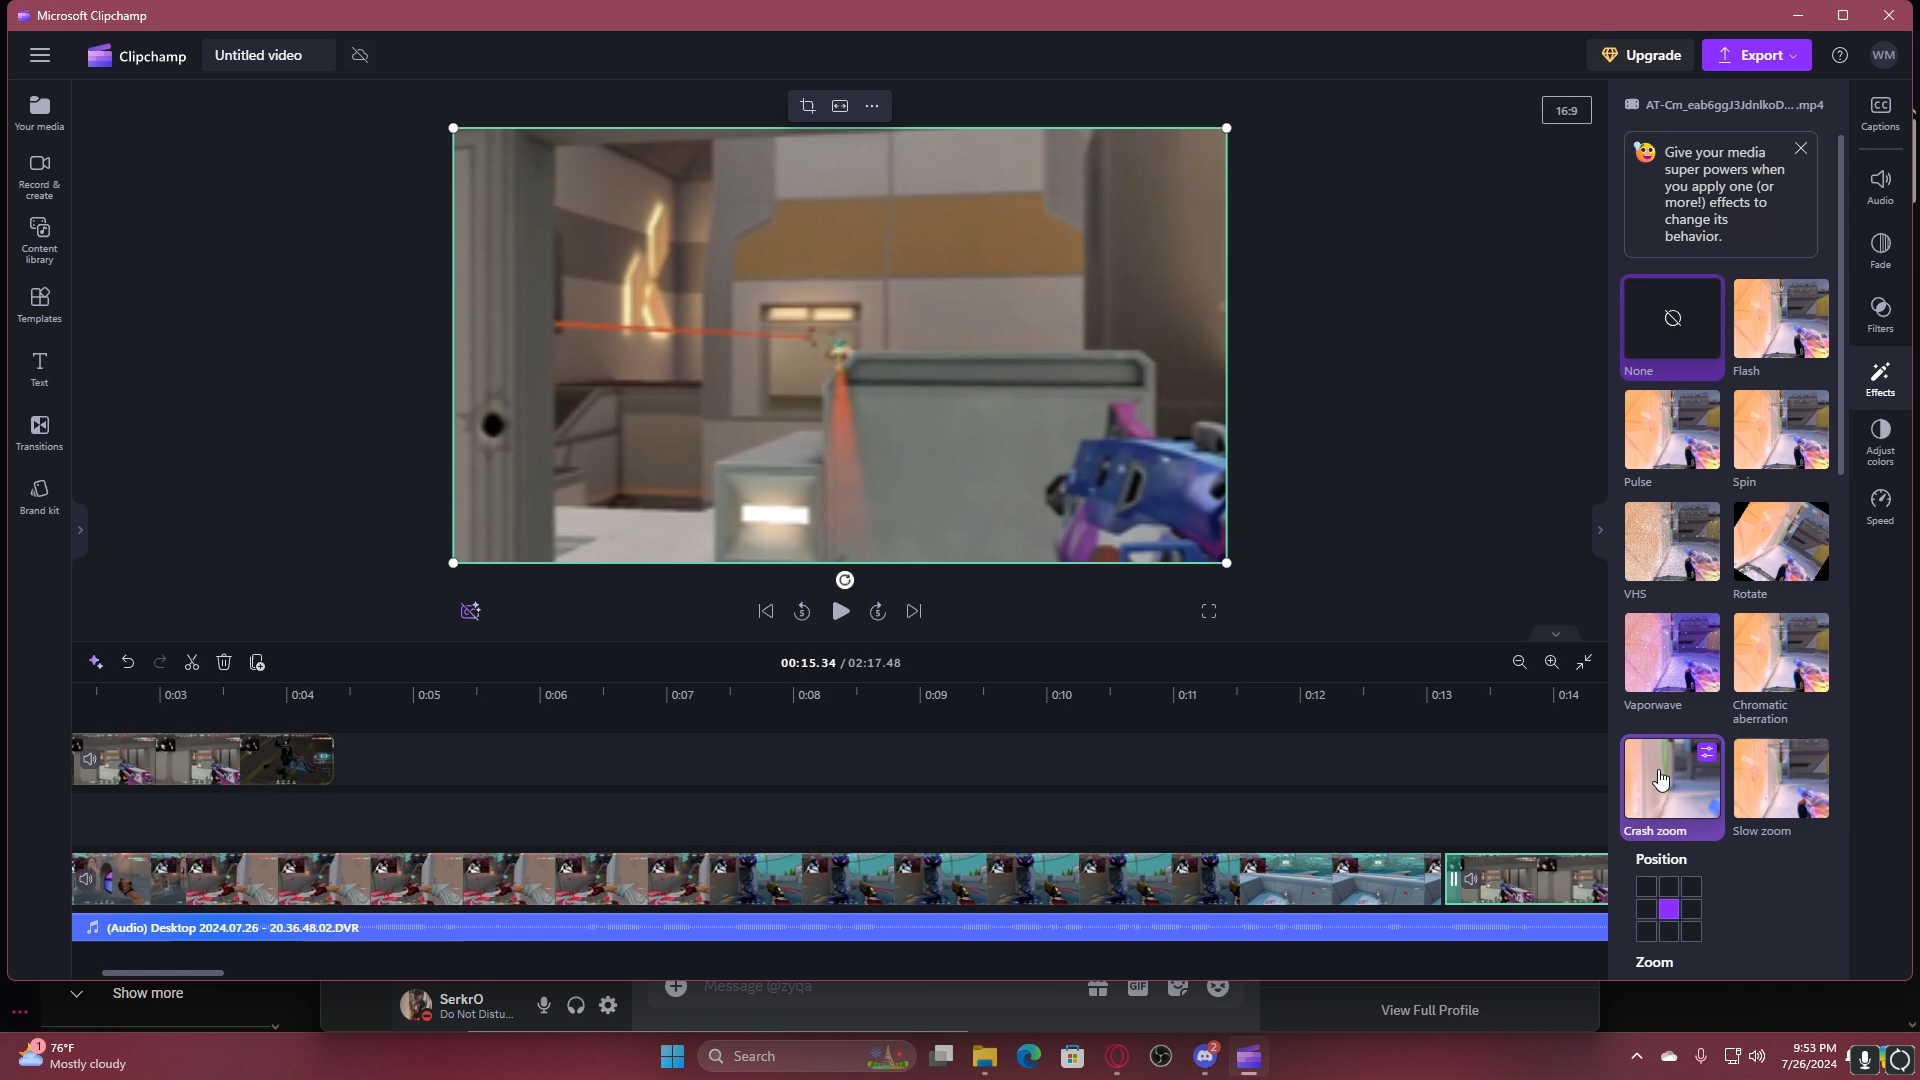 Microsoft Clipchamp
Clipchamp
Untitled video
Upgrade
Export
WM
Your media
Record &
create
Content
library
Templates
Text
Transitions
Brand kit
16:9
AT-Cm_eab6ggJ3JdnlkoD... .mp4
Give your media
super powers when
you apply one (or
more!) effects to
change its
behavior.
None
Flash
Pulse
Spin
VHS
Rotate
Vaporwave
Chromatic
aberration
Crash zoom
Slow zoom
Position
Zoom
CC
Captions
Audio
Fade
Filters
Effects
Adjust
colors
Speed
5
5
00:15.34 / 02:17.48
0:03
0:04
0:05
0:06
0:07
0:08
0:09
0:10
0:11
0:12
0:13
0:14
(Audio) Desktop 2024.07.26 - 20.36.48.02.DVR
Show more
SerkrO
Do Not Distu...
Message @zyqa
GIF
View Full Profile
1
76°F
Mostly cloudy
Search
2
9:53 PM
7/26/2024